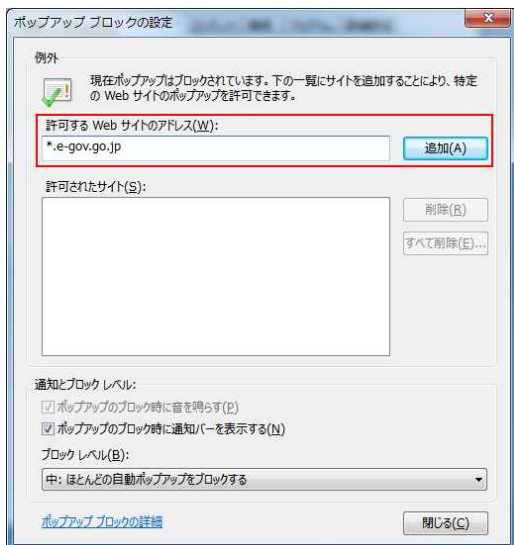 ポップアップ ブロックの設定
例外
現在ポップアップはブロックされています。下の一覧にサイトを追加することにより、特定
の Web サイトのポップアップを許可できます。
許可する Web サイトのアドレス(W):
*.e-gov.go.jp
追加(A)
許可されたサイト(S):
削除(R)
すべて削除(E)...
通知とブロック レベル:
ポップアップのブロック時に音を鳴らす(P)
ポップアップのブロック時に通知バーを表示する(N)
ブロック レベル(B):
中: ほとんどの自動ポップアップをブロックする
ポップアップ ブロックの詳細
閉じる(C)